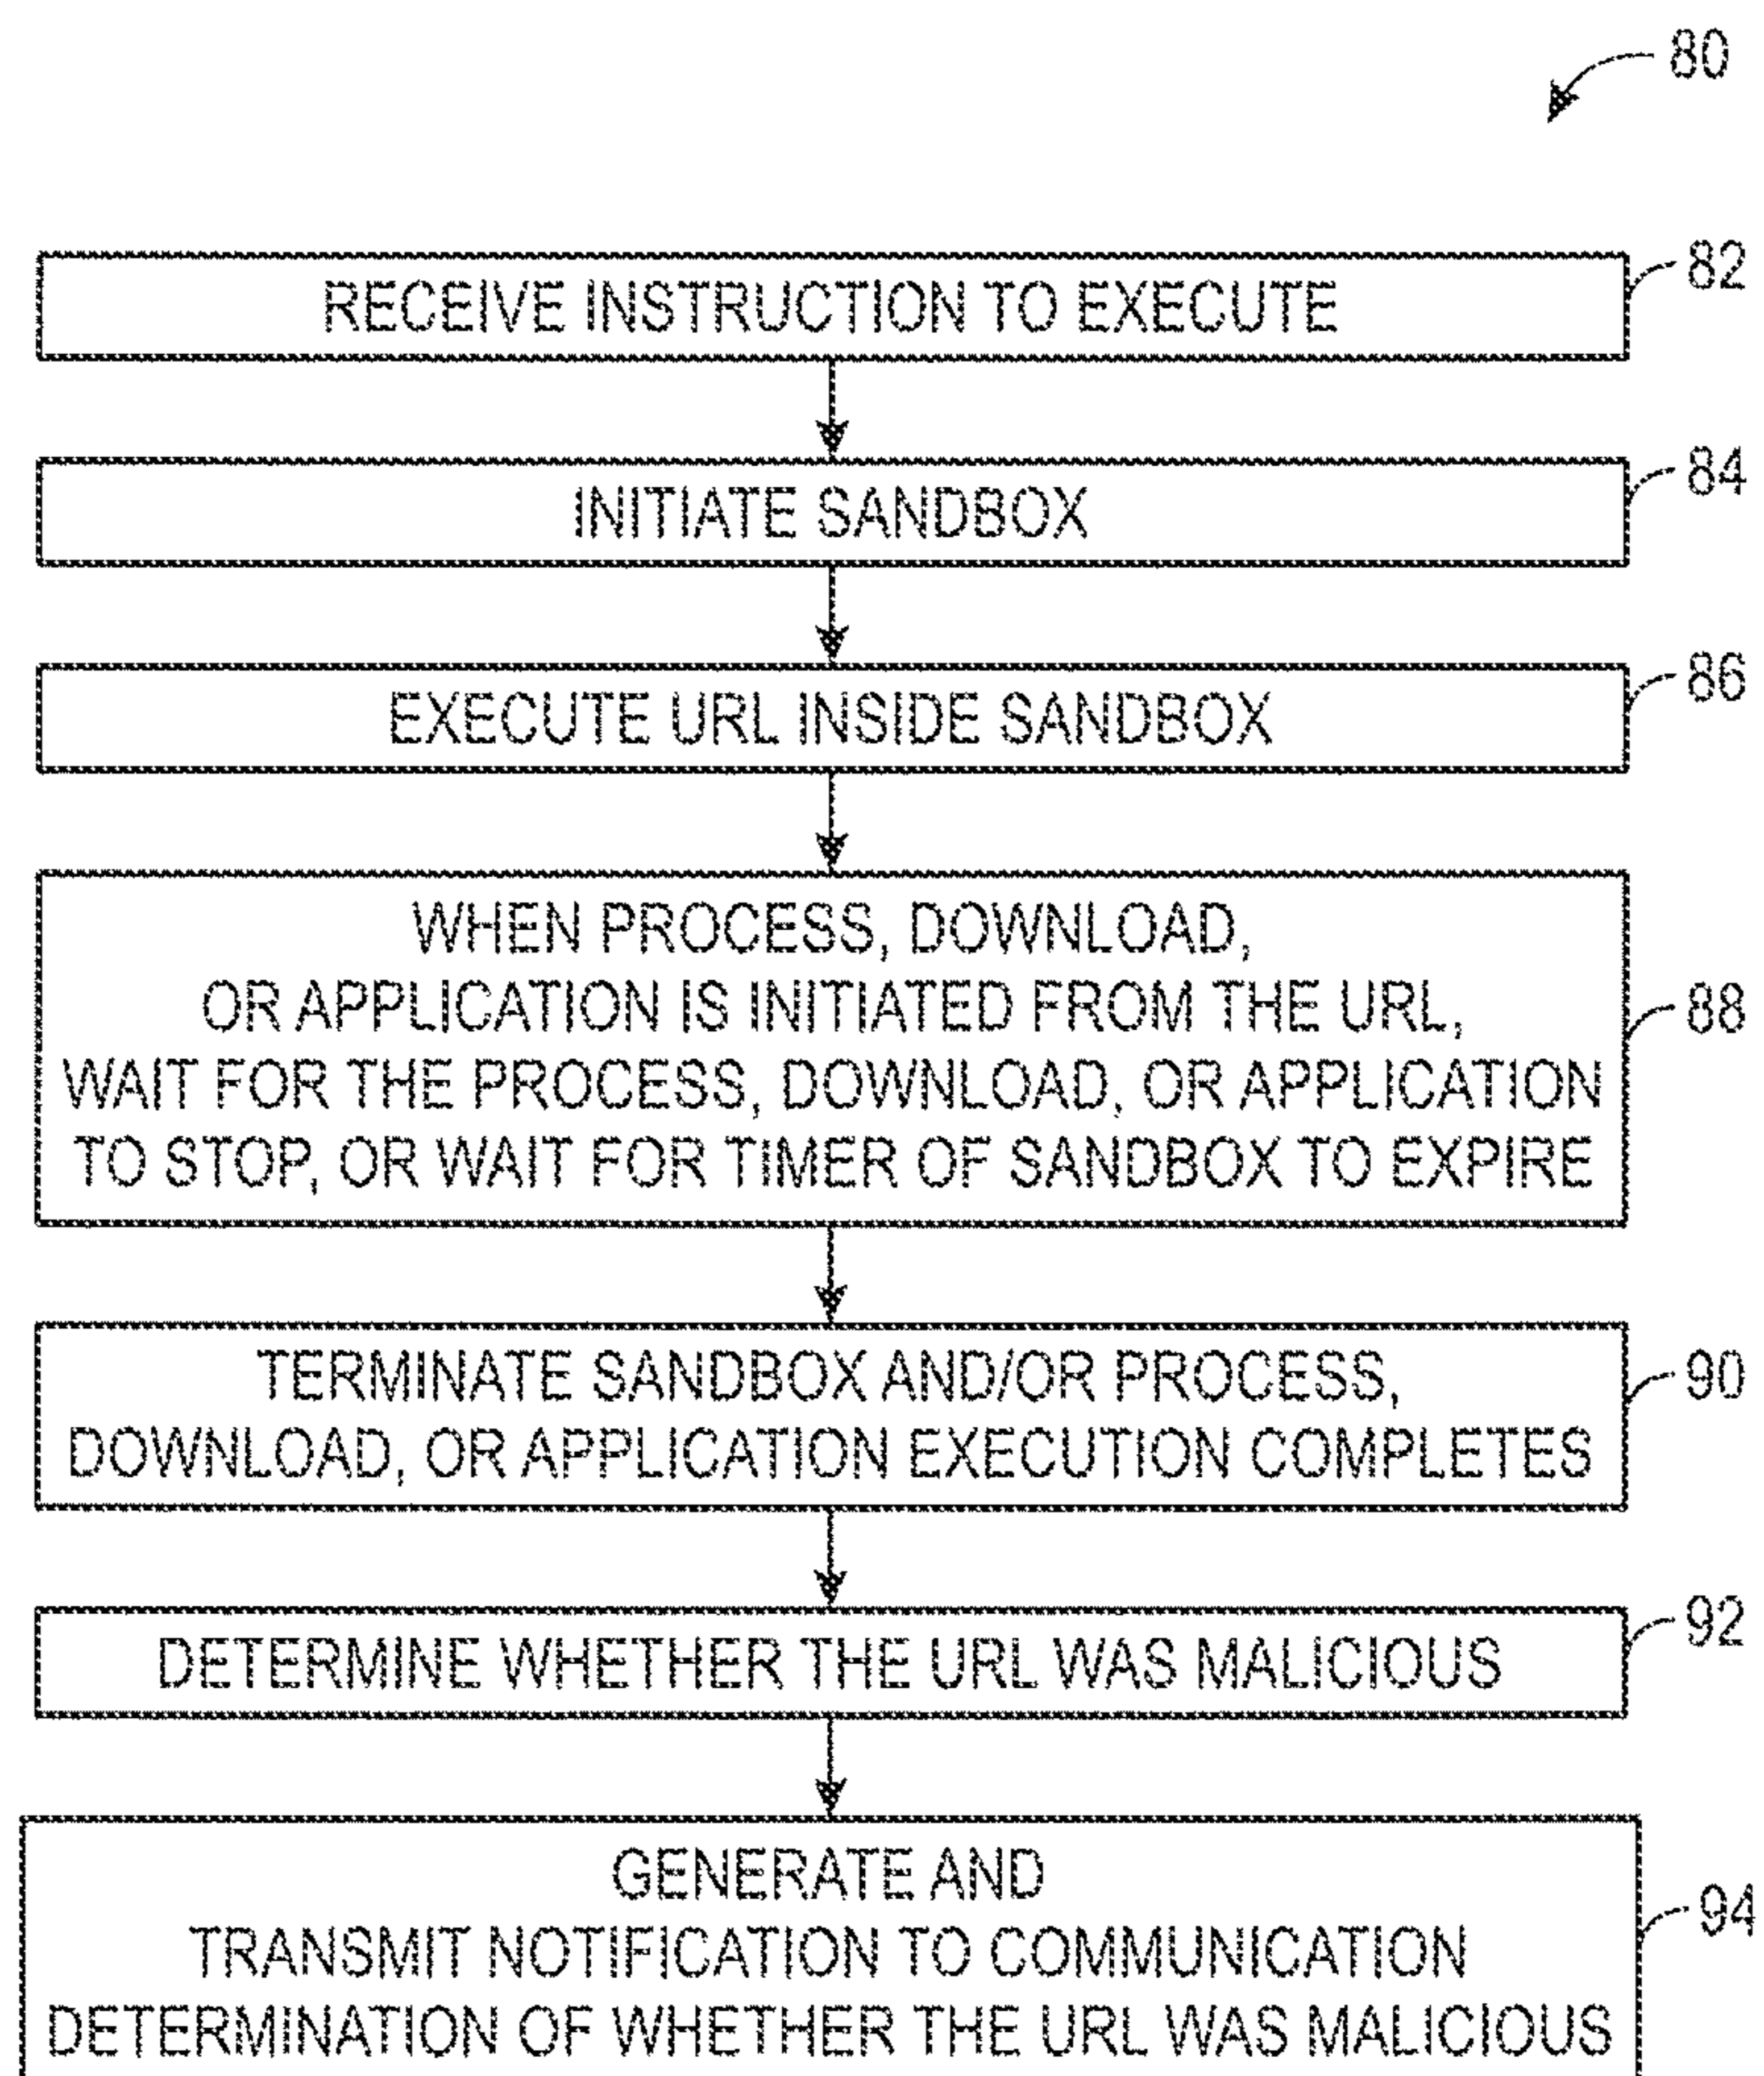 80
RECEIVE INSTRUCTION TO EXECUTE
82
INITIATE SANDBOX
84
EXECUTE URL INSIDE SANDBOX
86
WHEN PROCESS, DOWNLOAD,
OR APPLICATION IS INITIATED FROM THE URL,
WAIT FOR THE PROCESS, DOWNLOAD, OR APPLICATION
TO STOP, OR WAIT FOR TIMER OF SANDBOX TO EXPIRE
88
TERMINATE SANDBOX AND/OR PROCESS,
DOWNLOAD, OR APPLICATION EXECUTION COMPLETES
90
DETERMINE WHETHER THE URL WAS MALICIOUS
92
GENERATE AND
TRANSMIT NOTIFICATION TO COMMUNICATION
DETERMINATION OF WHETHER THE URL WAS MALICIOUS
94